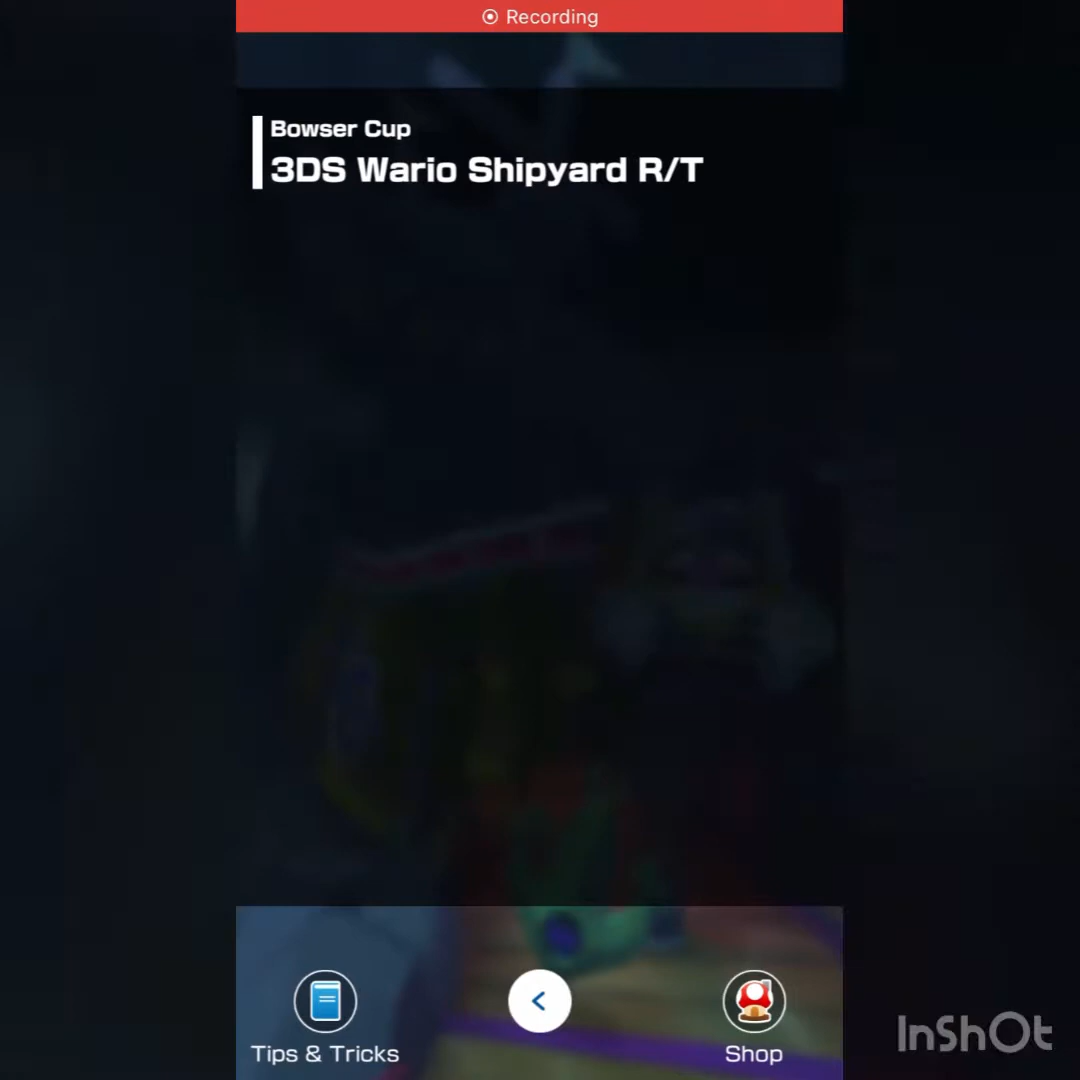 Recording
Bowser Cup
3DS Wario Shipyard R/T
Tips & Tricks
Shop
InShOt